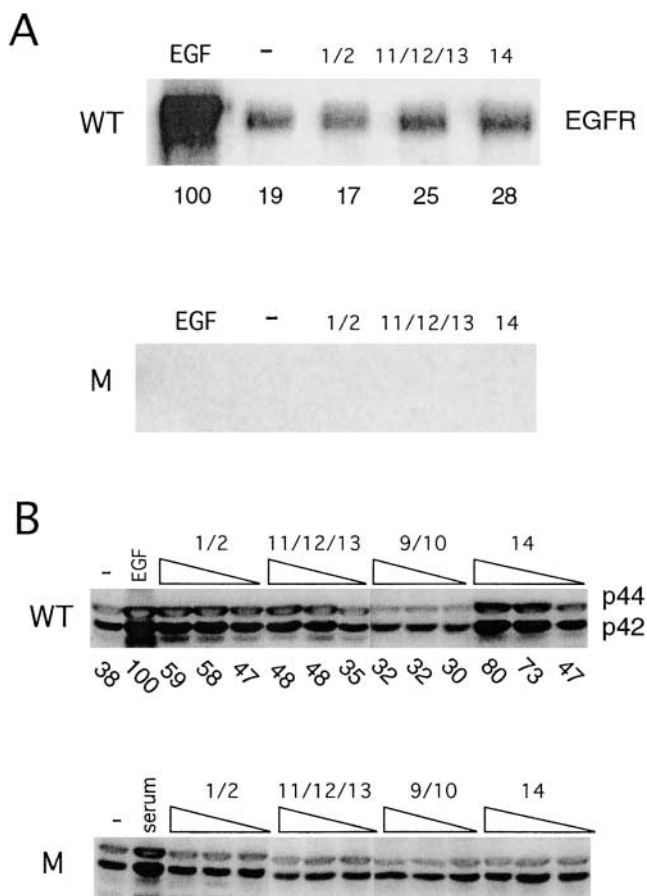 A
EGF - 1/2 11/12/13 14
WT EGFR
100 19 17 25 28
EGF - 1/2 11/12/13 14
M
B
- EGF 1/2 11/12/13 9/10 14
WT p44
p42
38 100 59 58 47 48 48 35 32 32 30 80 73 47
- serum 1/2 11/12/13 9/10 14
M